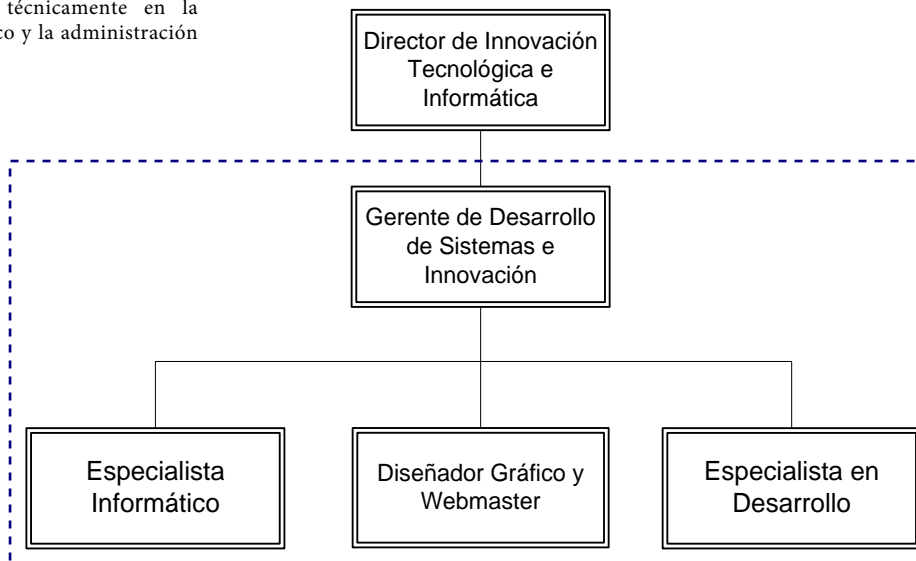 técnicamente en la
y la administración
Director de Innovación
Tecnológica e
Informática
Gerente de Desarrollo
de Sistemas e
Innovación
Especialista
Informático
Diseñador Gráfico y
Webmaster
Especialista en
Desarrollo